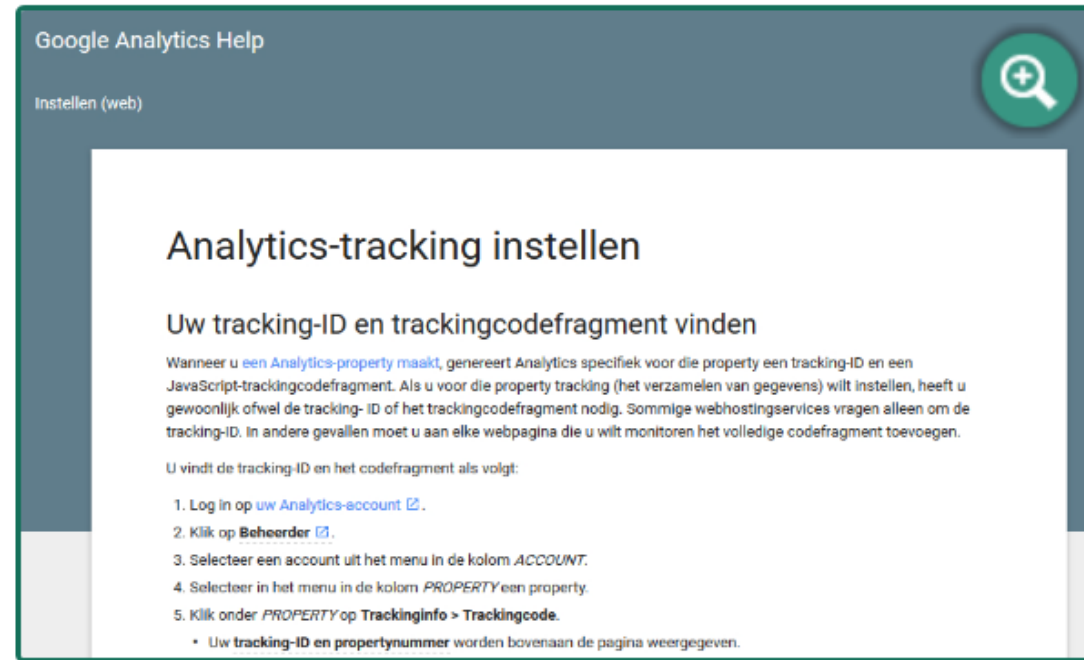 Google Analytics Help
Instellen (web)
Analytics-tracking instellen
Uw tracking-ID en trackingcodefragment vinden
Wanneer u een Analytics-property maakt, genereert Analytics specifiek voor die property een tracking-ID en een
JavaScript-trackingcodefragment. Als u voor die property tracking (het verzamelen van gegevens) wilt instellen, heeft u
gewoonlijk ofwel de tracking- ID of het trackingcodefragment nodig. Sommige webhostingservices vragen alleen om de
tracking-ID. In andere gevallen moet u aan elke webpagina die u wilt monitoren het volledige codefragment toevoegen.
U vindt de tracking-ID en het codefragment als volgt:
1. Log in op uw Analytics-account.
2. Klik op Beheerder.
3. Selecteer een account uit het menu in de kolom ACCOUNT.
4. Selecteer in het menu in de kolom PROPERTY een property.
5. Klik onder PROPERTY op Trackinginfo > Trackingcode.
• Uw tracking-ID en propertynummer worden bovenaan de pagina weergegeven.